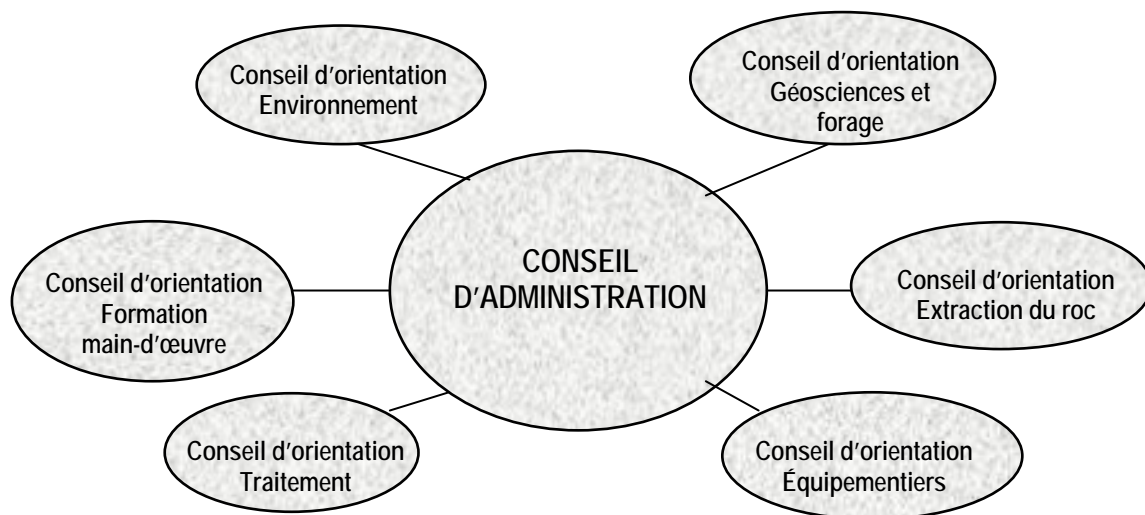 Conseil d'orientation
Environnement
Conseil d'orientation
Géosciences et
forage
CONSEIL
D'ADMINISTRATION
Conseil d'orientation
Formation
main-d'œuvre
Conseil d'orientation
Extraction du roc
Conseil d'orientation
Traitement
Conseil d'orientation
Équipementiers